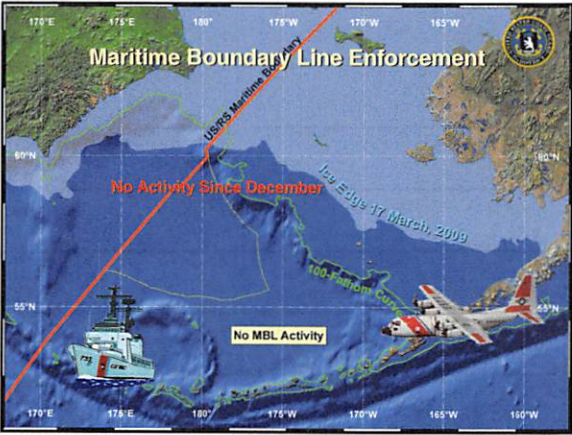 170°E
175°E
180°
175°W
170°W
165°W
Maritime Boundary Line Enforcement
US/RS Maritime Boundary
60°N
60°N
No Activity Since December
Ice Edge 17 March, 2009
100-Fathom Curve
55°N
55°N
No MBL Activity
170°E
175°E
180°
175°W
170°W
165°W
160°W